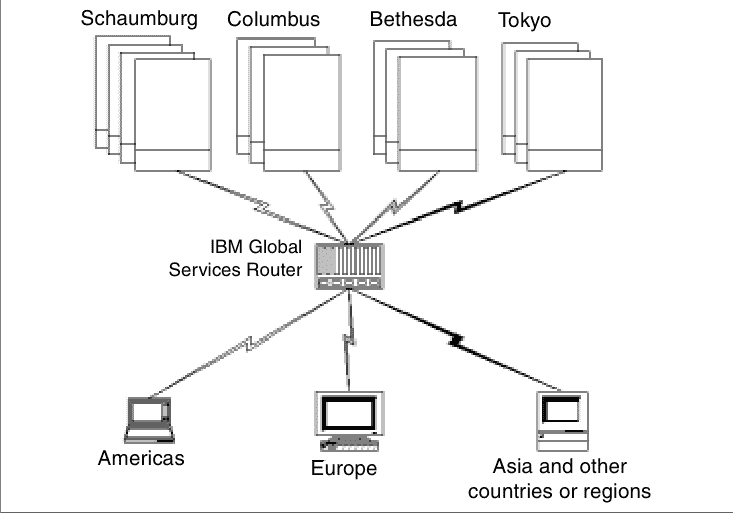 Schaumburg
Columbus
Bethesda
Tokyo
IBM Global
Services Router
Americas
Europe
Asia and other
countries or regions